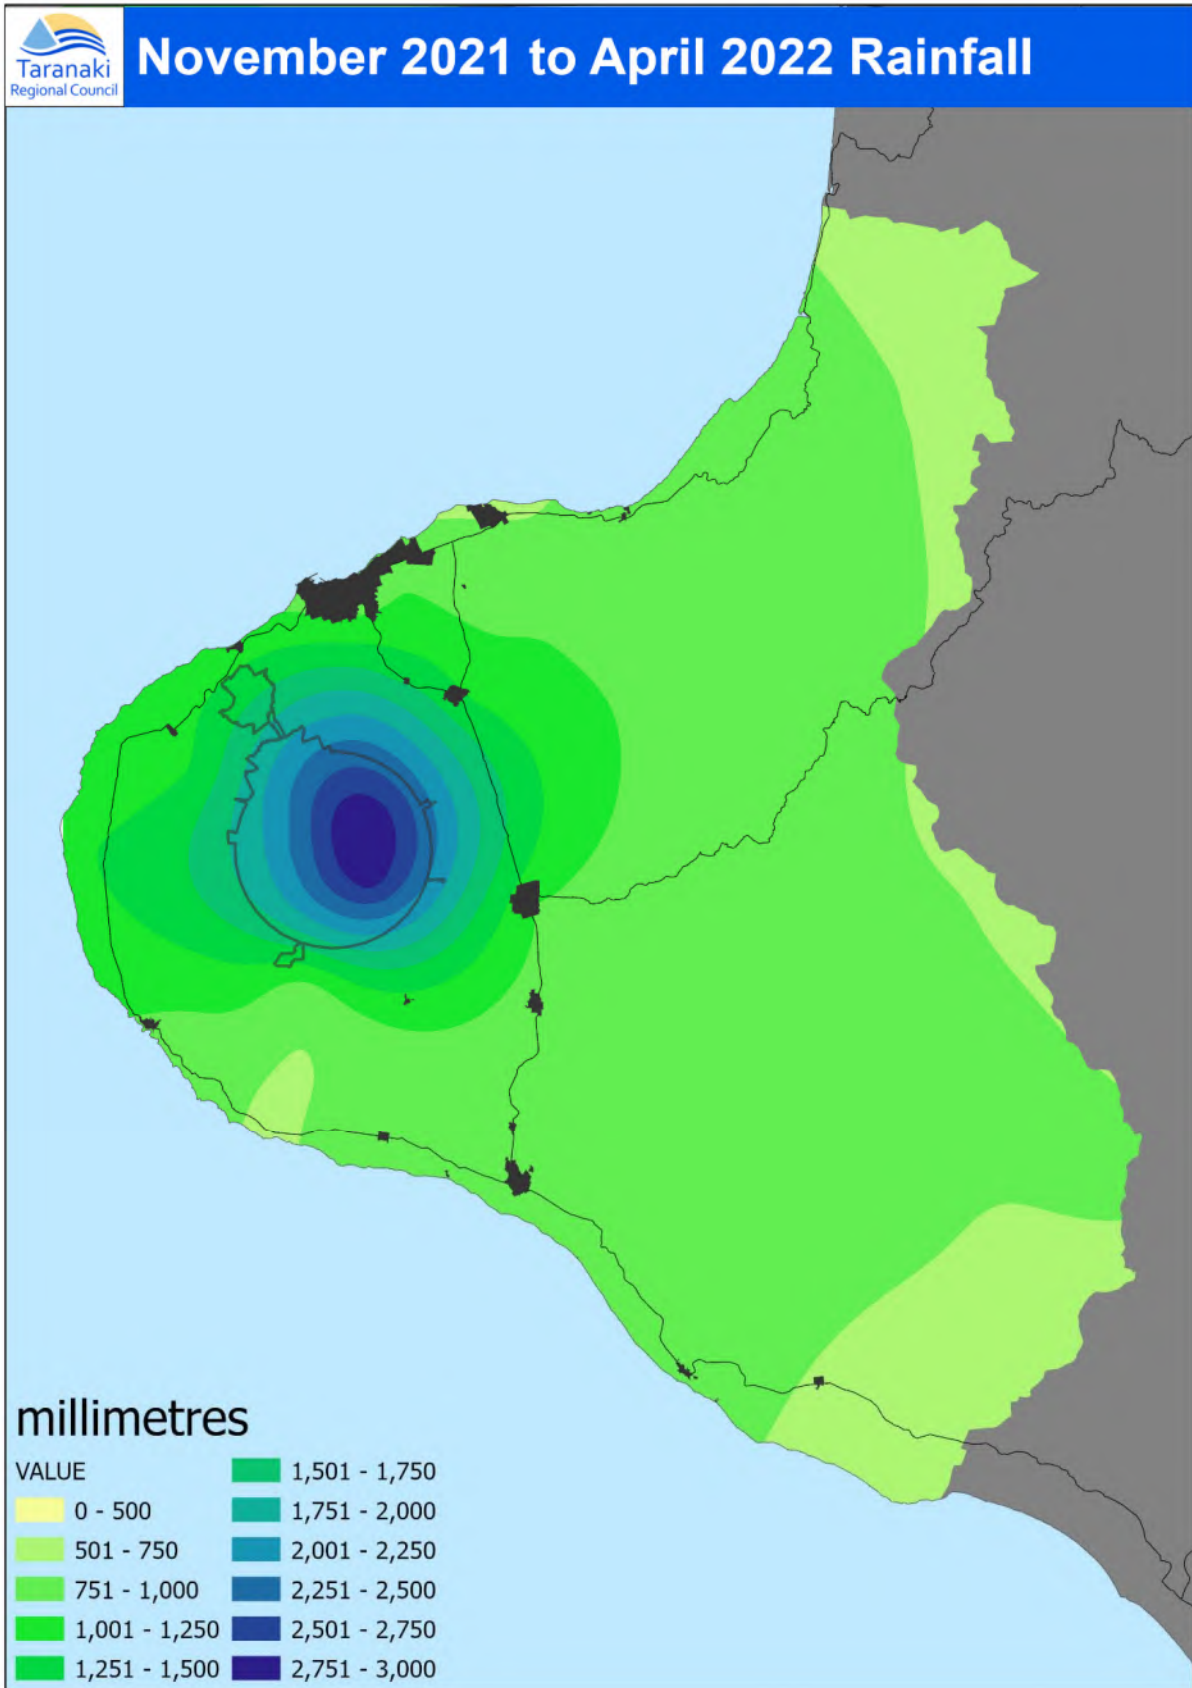 Taranaki
Regional Council
November 2021 to April 2022 Rainfall
millimetres
VALUE
0 - 500
501 - 750
751 - 1,000
1,001 - 1,250
1,251 - 1,500
1,501 - 1,750
1,751 - 2,000
2,001 - 2,250
2,251 - 2,500
2,501 - 2,750
2,751 - 3,000